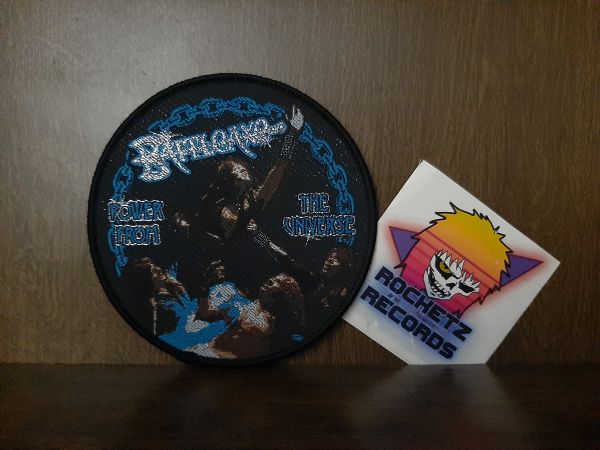 BATTLEAXE
POWER
FROM
THE
UNIVERSE
ROCKETZ
RECORDS